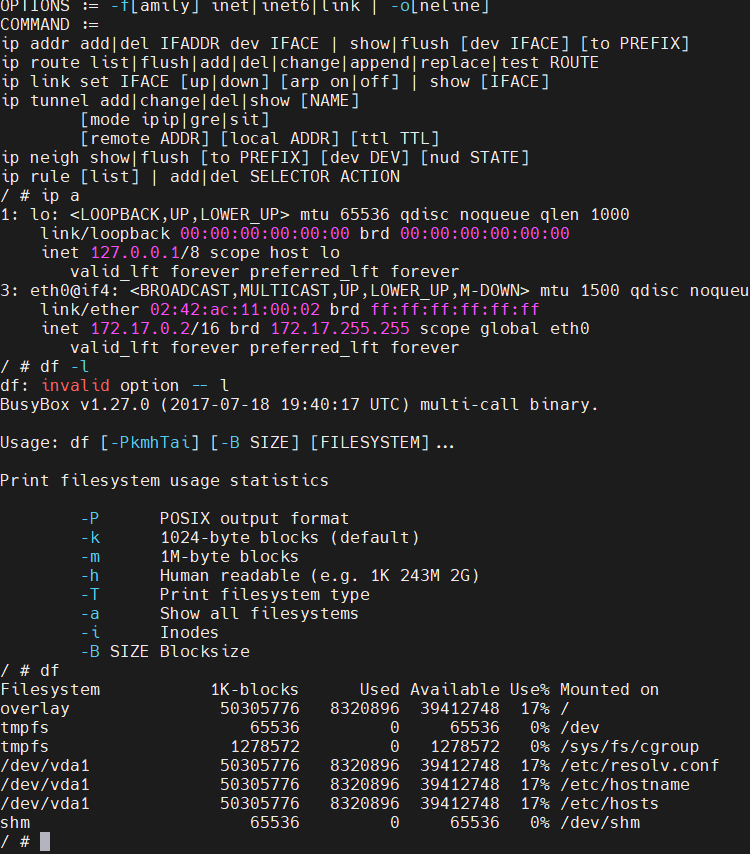 OPTIONS := -f[amily] inet|inet6|link | -o[neline]
COMMAND :=
ip addr add|del IFADDR dev IFACE | show|flush [dev IFACE] [to PREFIX]
ip route list|flush|add|del|change|append|replace|test ROUTE
ip link set IFACE [up|down] [arp on|off] | show [IFACE]
ip tunnel add|change|del|show [NAME]
        [mode ipip|gre|sit]
        [remote ADDR] [local ADDR] [ttl TTL]
ip neigh show|flush [to PREFIX] [dev DEV] [nud STATE]
ip rule [list] | add|del SELECTOR ACTION
/ # ip a
1: lo: <LOOPBACK,UP,LOWER_UP> mtu 65536 qdisc noqueue qlen 1000
    link/loopback 00:00:00:00:00:00 brd 00:00:00:00:00:00
    inet 127.0.0.1/8 scope host lo
       valid_lft forever preferred_lft forever
3: eth0@if4: <BROADCAST,MULTICAST,UP,LOWER_UP,M-DOWN> mtu 1500 qdisc noqueu
    link/ether 02:42:ac:11:00:02 brd ff:ff:ff:ff:ff:ff
    inet 172.17.0.2/16 brd 172.17.255.255 scope global eth0
       valid_lft forever preferred_lft forever
/ # df -l
df: invalid option -- l
BusyBox v1.27.0 (2017-07-18 19:40:17 UTC) multi-call binary.

Usage: df [-PkmhTai] [-B SIZE] [FILESYSTEM]...

Print filesystem usage statistics

        -P      POSIX output format
        -k      1024-byte blocks (default)
        -m      1M-byte blocks
        -h      Human readable (e.g. 1K 243M 2G)
        -T      Print filesystem type
        -a      Show all filesystems
        -i      Inodes
        -B SIZE Blocksize
/ # df
Filesystem           1K-blocks      Used Available Use% Mounted on
overlay               50305776   8320896  39412748  17% /
tmpfs                    65536         0     65536   0% /dev
tmpfs                  1278572         0   1278572   0% /sys/fs/cgroup
/dev/vda1             50305776   8320896  39412748  17% /etc/resolv.conf
/dev/vda1             50305776   8320896  39412748  17% /etc/hostname
/dev/vda1             50305776   8320896  39412748  17% /etc/hosts
shm                      65536         0     65536   0% /dev/shm
/ #